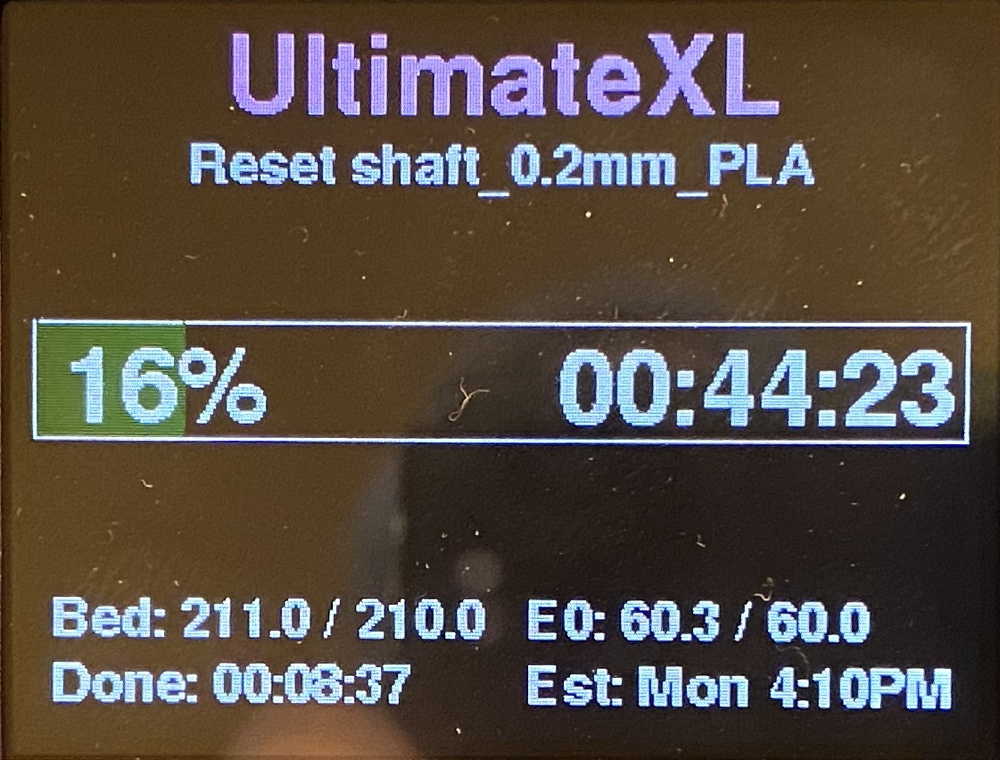 UltimateXL
Reset shaft_0.2mm_PLA
16% 00:44:23
Bed: 211.0 / 210.0 E0: 60.3 / 60.0
Done: 00:08:37 Est: Mon 4:10PM